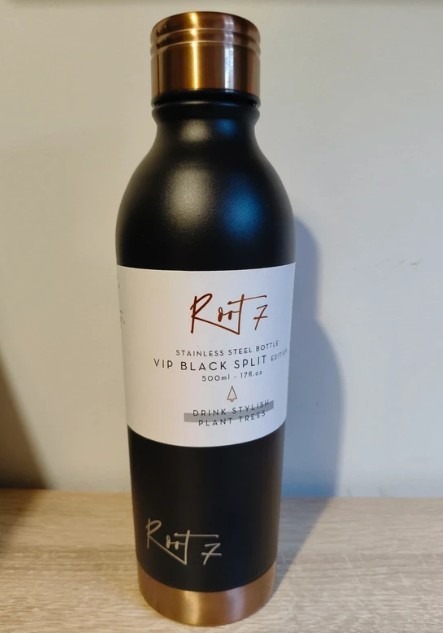 Root 7
STAINLESS STEEL BOTTLE
VIP BLACK SPLIT EDITION
500ml - 17fl.oz
DRINK STYLISH
PLANT TREES
Root 7